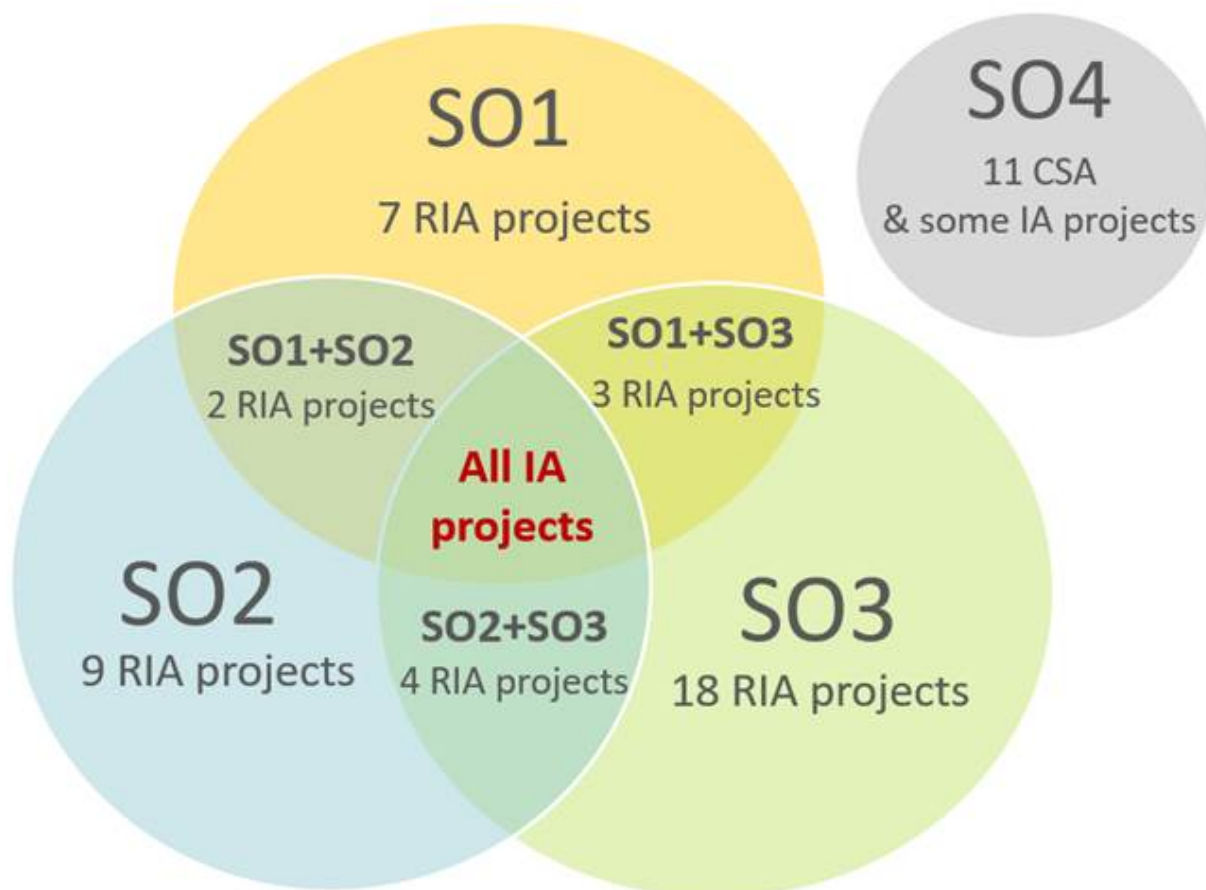 SO1
7 RIA projects
SO4
11 CSA
& some IA projects
SO1+SO2
2 RIA projects
SO1+SO3
3 RIA projects
All IA
projects
SO2
9 RIA projects
SO2+SO3
4 RIA projects
SO3
18 RIA projects